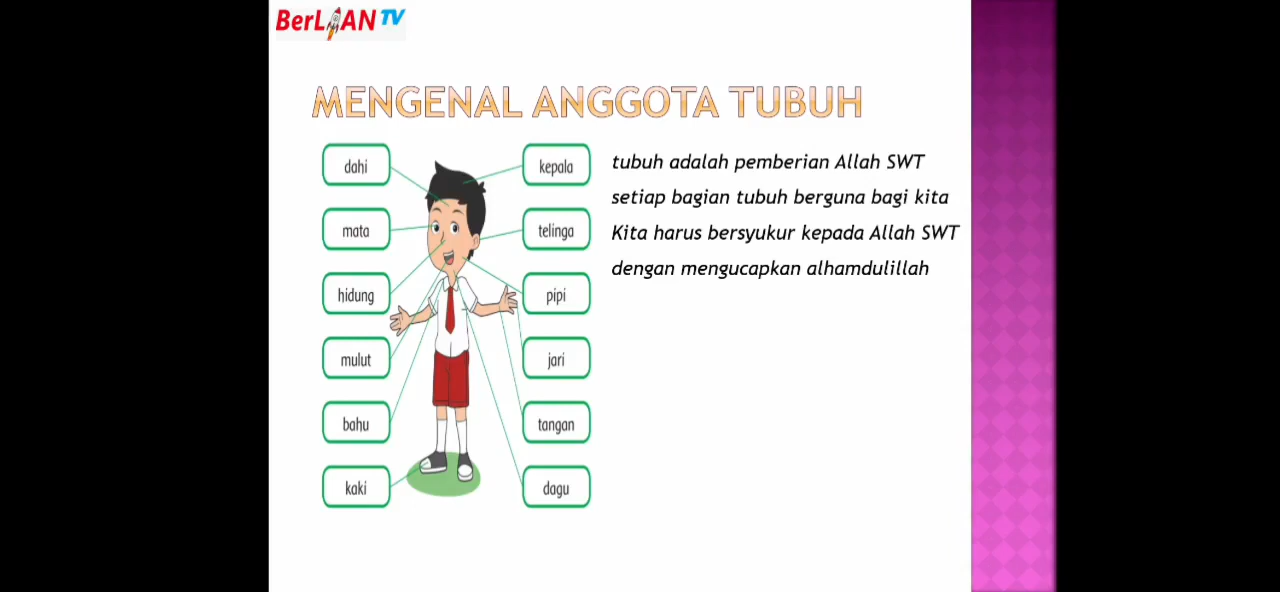 BerLIAN TV
MENGENAL ANGGOTA TUBUH
dahi
mata
hidung
mulut
bahu
kaki
kepala
telinga
pipi
jari
tangan
dagu
tubuh adalah pemberian Allah SWT
setiap bagian tubuh berguna bagi kita
Kita harus bersyukur kepada Allah SWT
dengan mengucapkan alhamdulillah